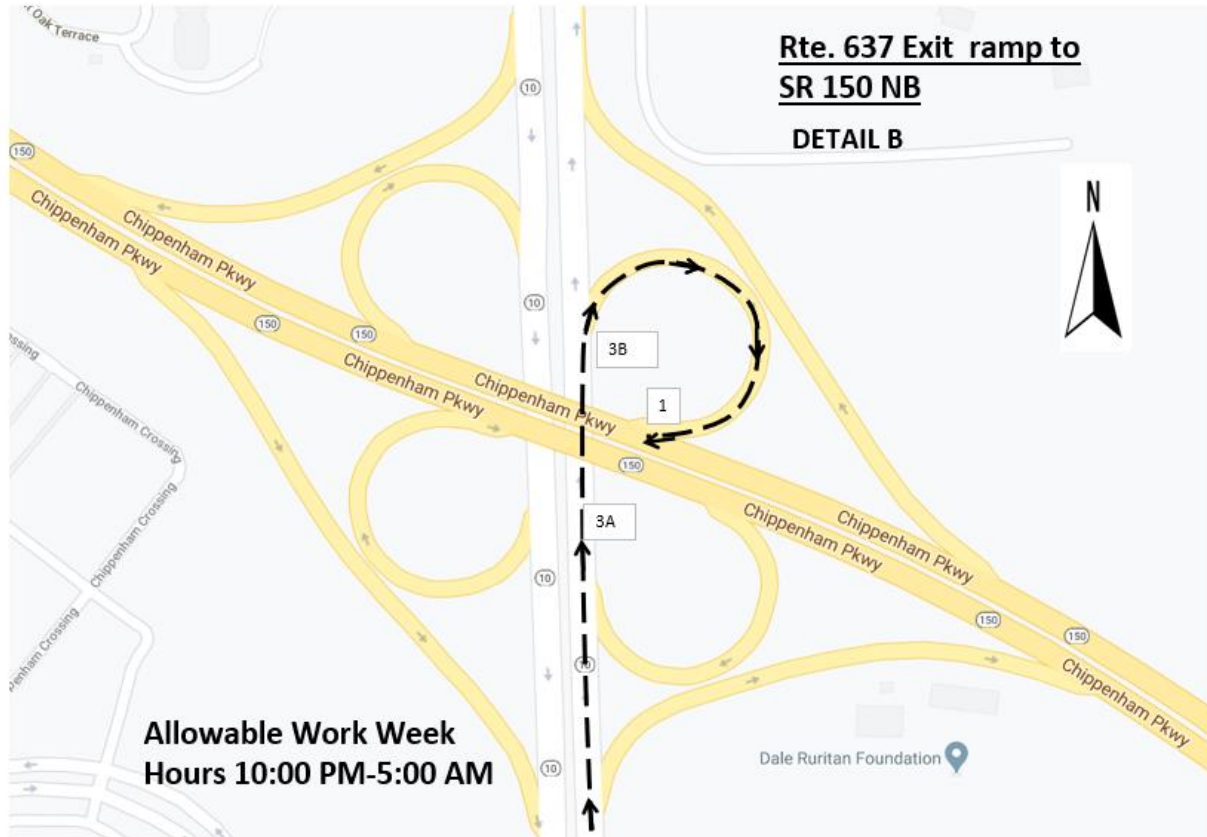 Oak Terrace
Rte. 637 Exit ramp to
SR 150 NB
DETAIL B
N
10
150
Chippenham Pkwy
Chippenham Pkwy
10
150
Chippenham Pkwy
150
Chippenham Pkwy
Chippenham Pkwy
3B
1
150
3A
Chippenham Pkwy
Chippenham Pkwy
Chippenham Crossing
Chippenham Crossing
10
150
150
10
Chippenham Pkwy
Allowable Work Week
Hours 10:00 PM-5:00 AM
10
Dale Ruritan Foundation